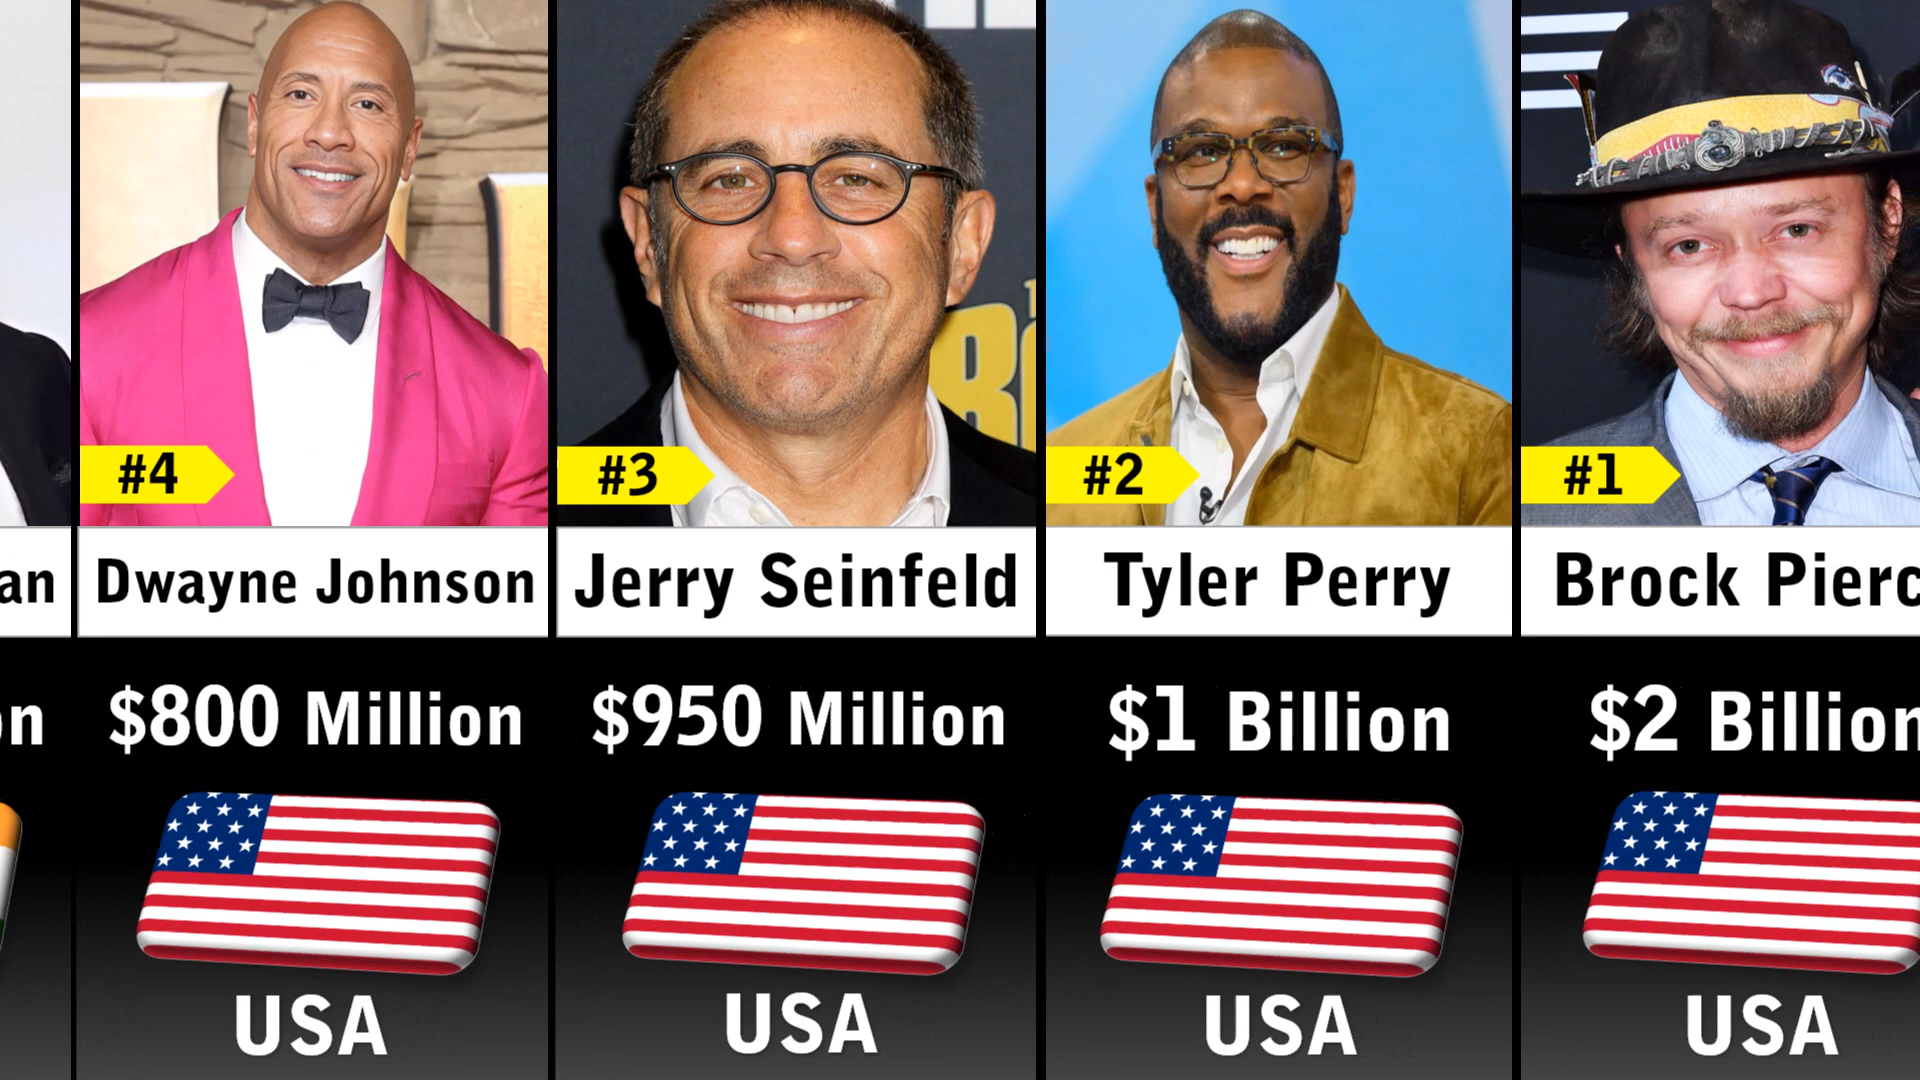 #4
#3
#2
#1
an
Dwayne Johnson
Jerry Seinfeld
Tyler Perry
Brock Pierc
on
$800 Million
$950 Million
$1 Billion
$2 Billion
USA
USA
USA
USA